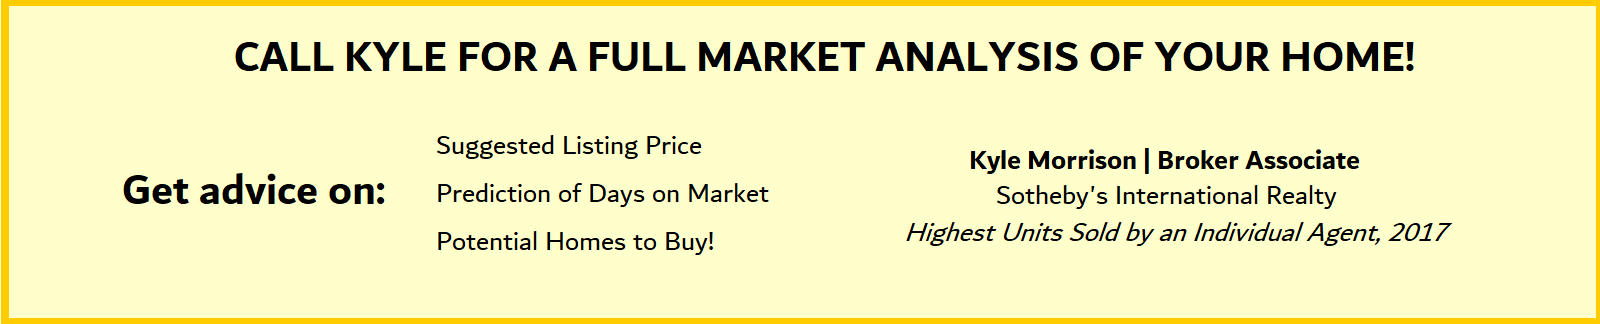 CALL KYLE FOR A FULL MARKET ANALYSIS OF YOUR HOME!
Get advice on:
Suggested Listing Price
Prediction of Days on Market
Potential Homes to Buy!
Kyle Morrison | Broker Associate
Sotheby's International Realty
Highest Units Sold by an Individual Agent, 2017